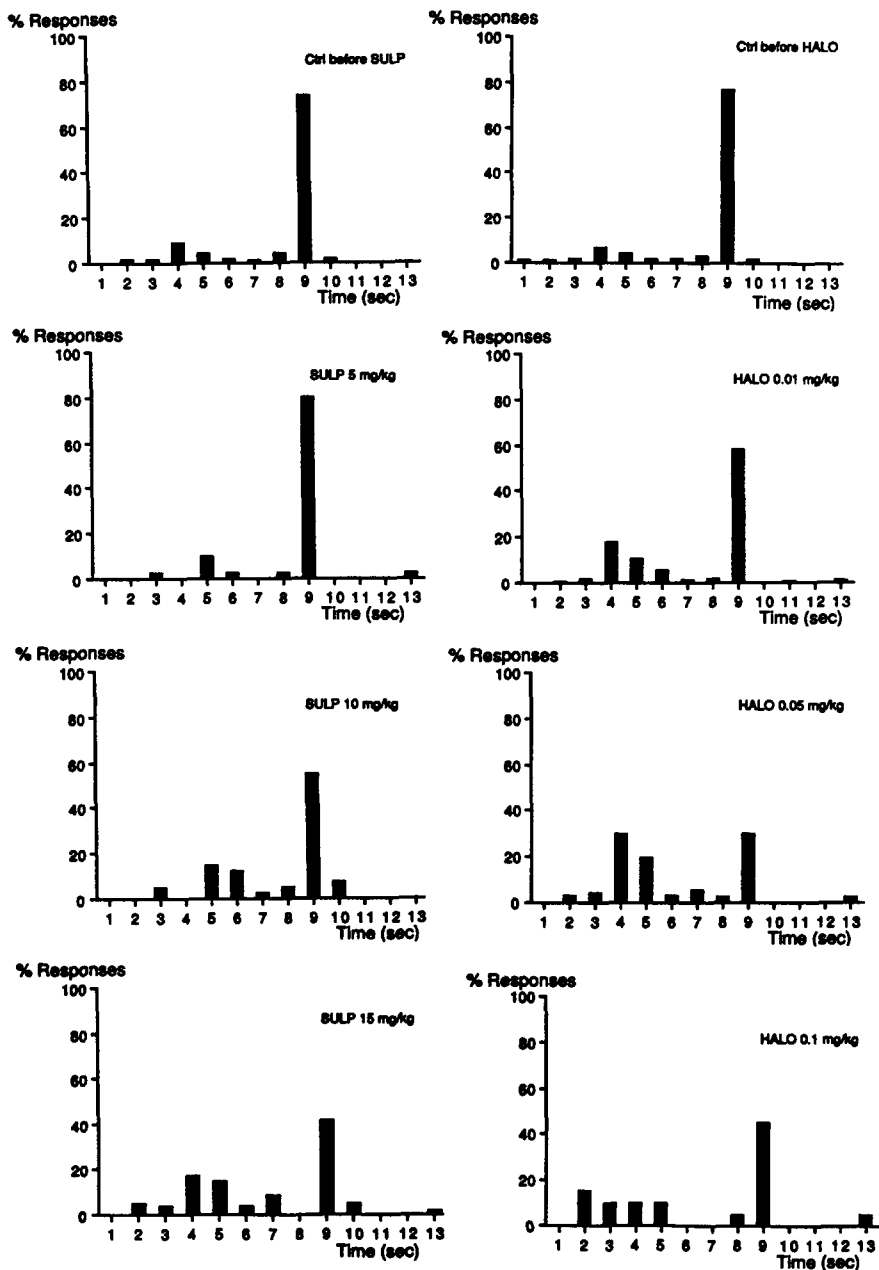 % Responses
100
80
60
40
20
0
Ctrl before SULP
1 2 3 4 5 6 7 8 9 10 11 12 13
Time (sec)
% Responses
100
80
60
40
20
0
Ctrl before HALO
1 2 3 4 5 6 7 8 9 10 11 12 13
Time (sec)
% Responses
100
80
60
40
20
0
SULP 5 mg/kg
1 2 3 4 5 6 7 8 9 10 11 12 13
Time (sec)
% Responses
100
80
60
40
20
0
HALO 0.01 mg/kg
1 2 3 4 5 6 7 8 9 10 11 12 13
Time (sec)
% Responses
100
80
60
40
20
0
SULP 10 mg/kg
1 2 3 4 5 6 7 8 9 10 11 12 13
Time (sec)
% Responses
100
80
60
40
20
0
HALO 0.05 mg/kg
1 2 3 4 5 6 7 8 9 10 11 12 13
Time (sec)
% Responses
100
80
60
40
20
0
SULP 15 mg/kg
1 2 3 4 5 6 7 8 9 10 11 12 13
Time (sec)
% Responses
100
80
60
40
20
0
HALO 0.1 mg/kg
1 2 3 4 5 6 7 8 9 10 11 12 13
Time (sec)